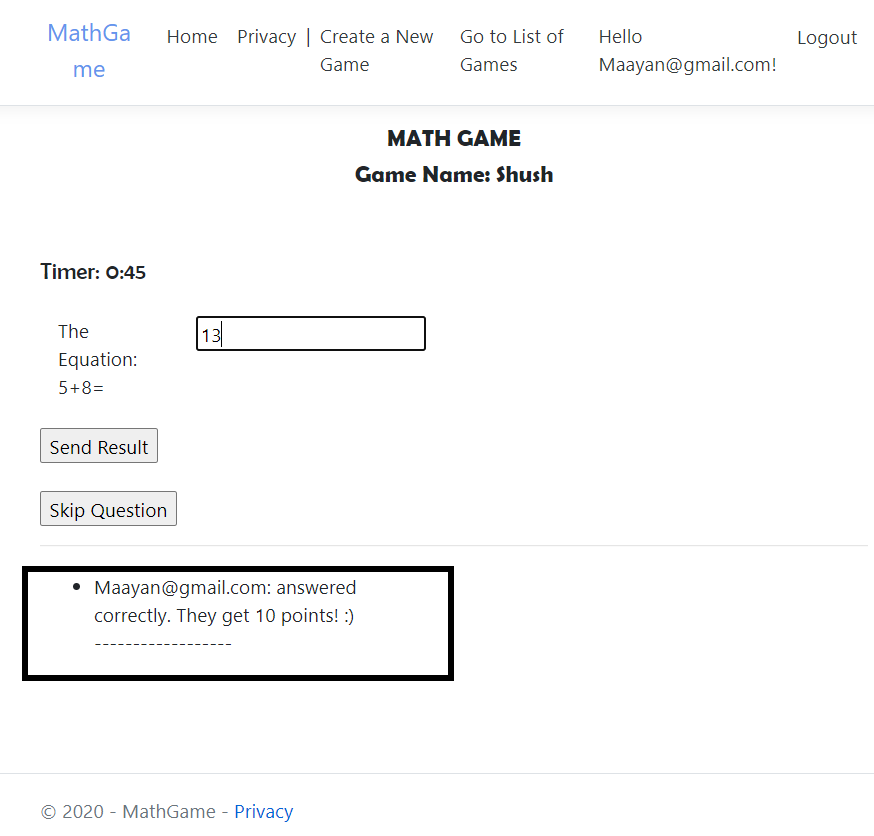 MathGa
me
Home Privacy | Create a New
Game
Go to List of
Games
Hello
Maayan@gmail.com!
Logout
MATH GAME
Game Name: Shush
Timer: 0:45
The
Equation:
5+8=
13
Send Result
Skip Question
• Maayan@gmail.com: answered
correctly. They get 10 points! :)
------------------
© 2020 - MathGame - Privacy